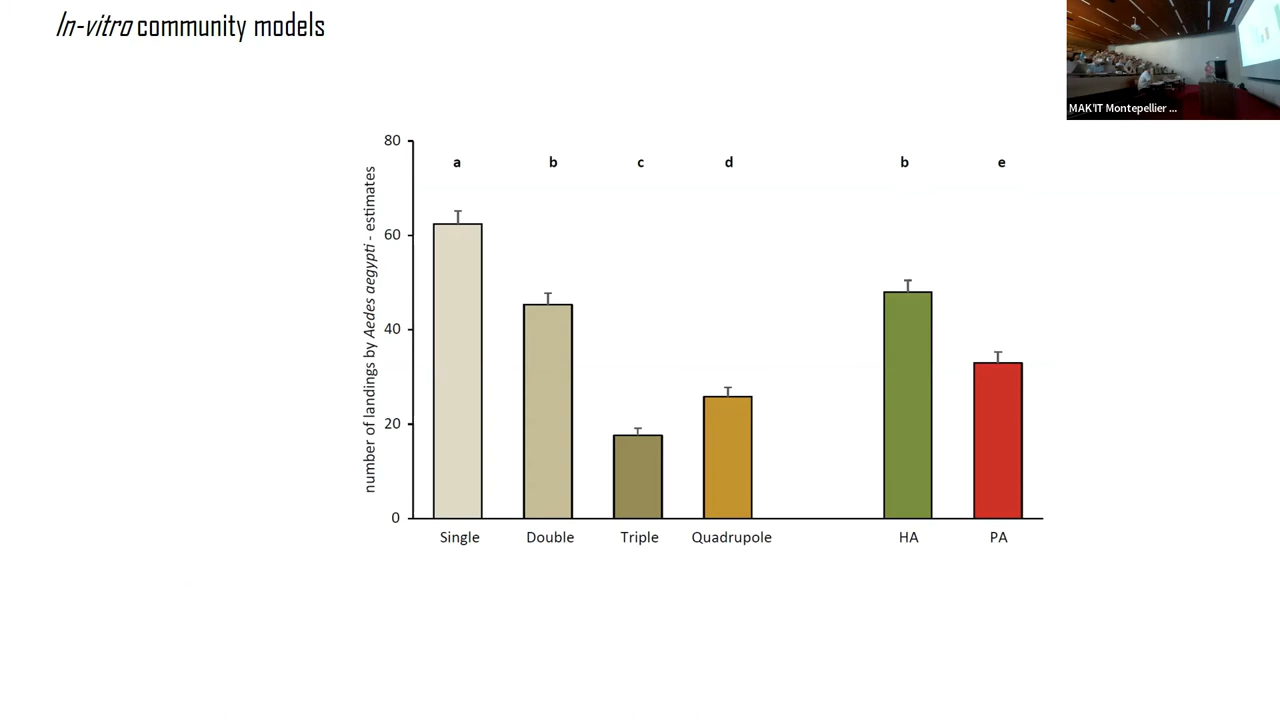 In-vitro community models
MAK'IT Montepellier ...
number of landings by Aedes aegypti - estimates
80
60
40
20
0
a
b
c
d
b
e
Single
Double
Triple
Quadrupole
HA
PA